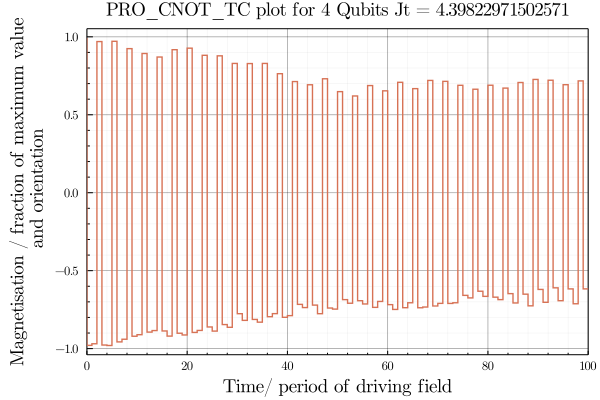 PRO_CNOT_TC plot for 4 Qubits Jt = 4.39822971502571
Magnetisation / fraction of maximum value
and orientation
1.0
0.5
0.0
−0.5
−1.0
0 20 40 60 80 100
Time/ period of driving field